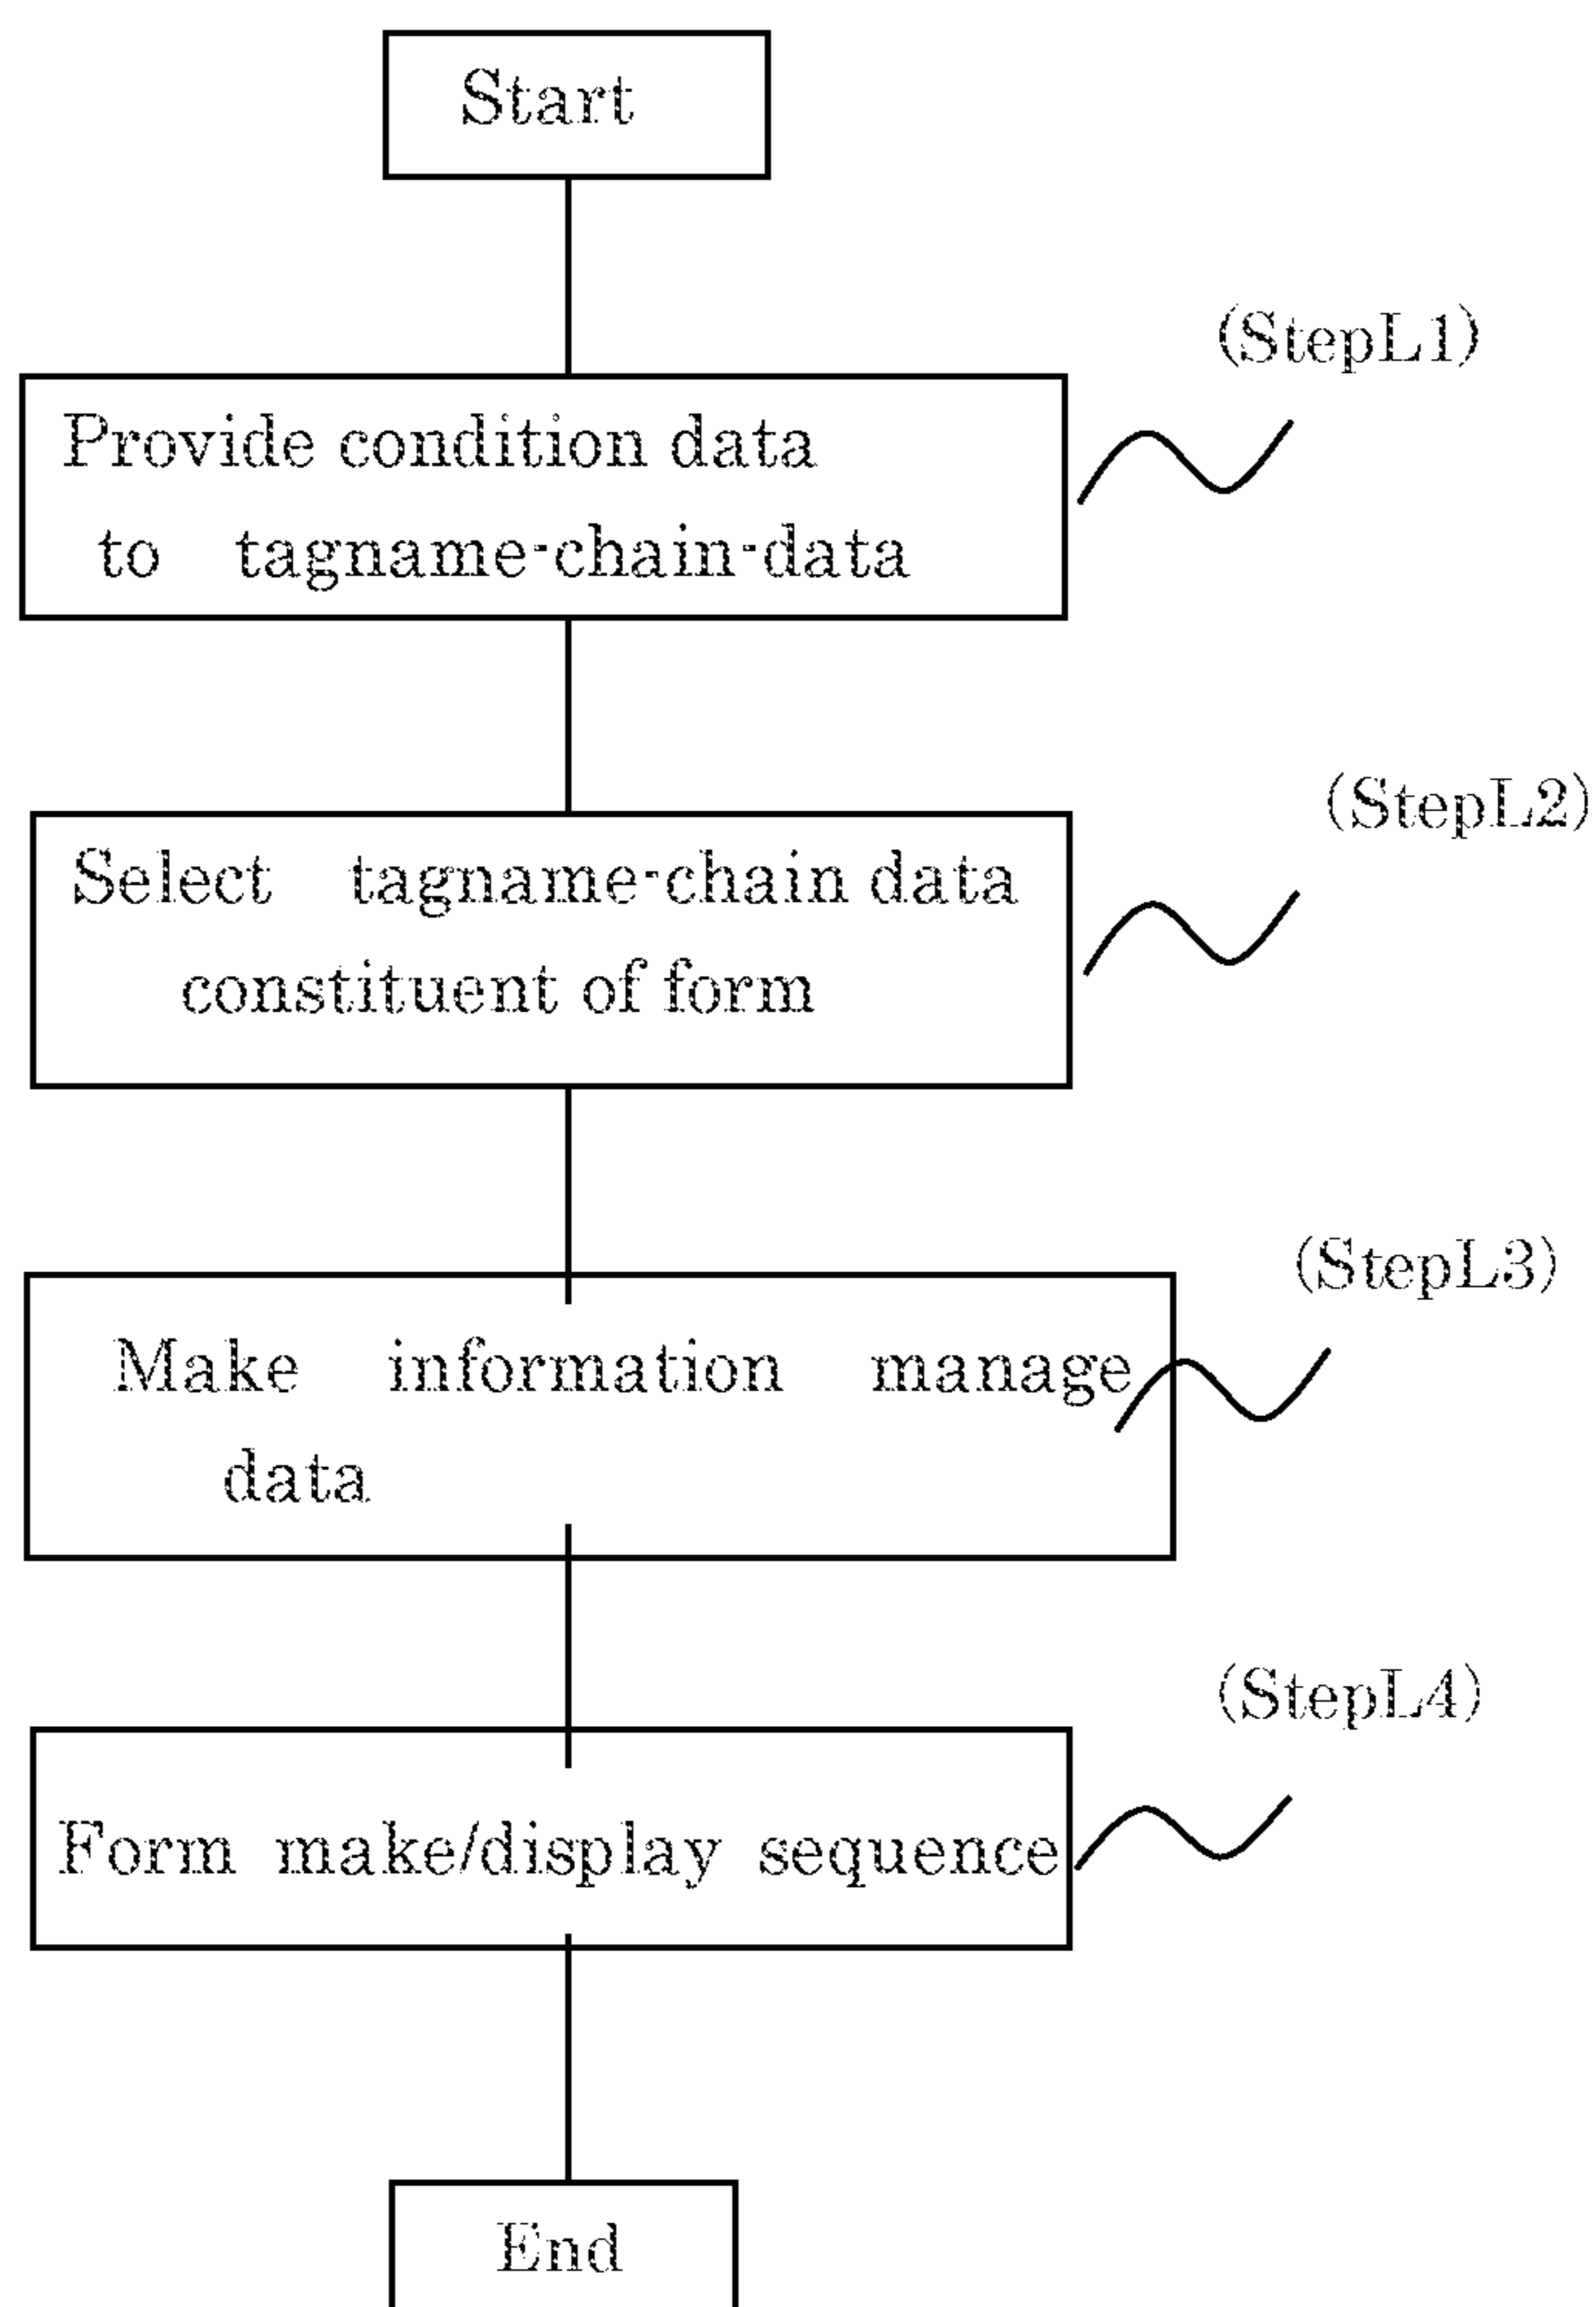 Start
(StepL1)
Provide condition data
to tagname-chain-data
(StepL2)
Select tagname-chain data
constituent of form
(StepL3)
Make information manage
data
(StepL4)
Form make/display sequence
End